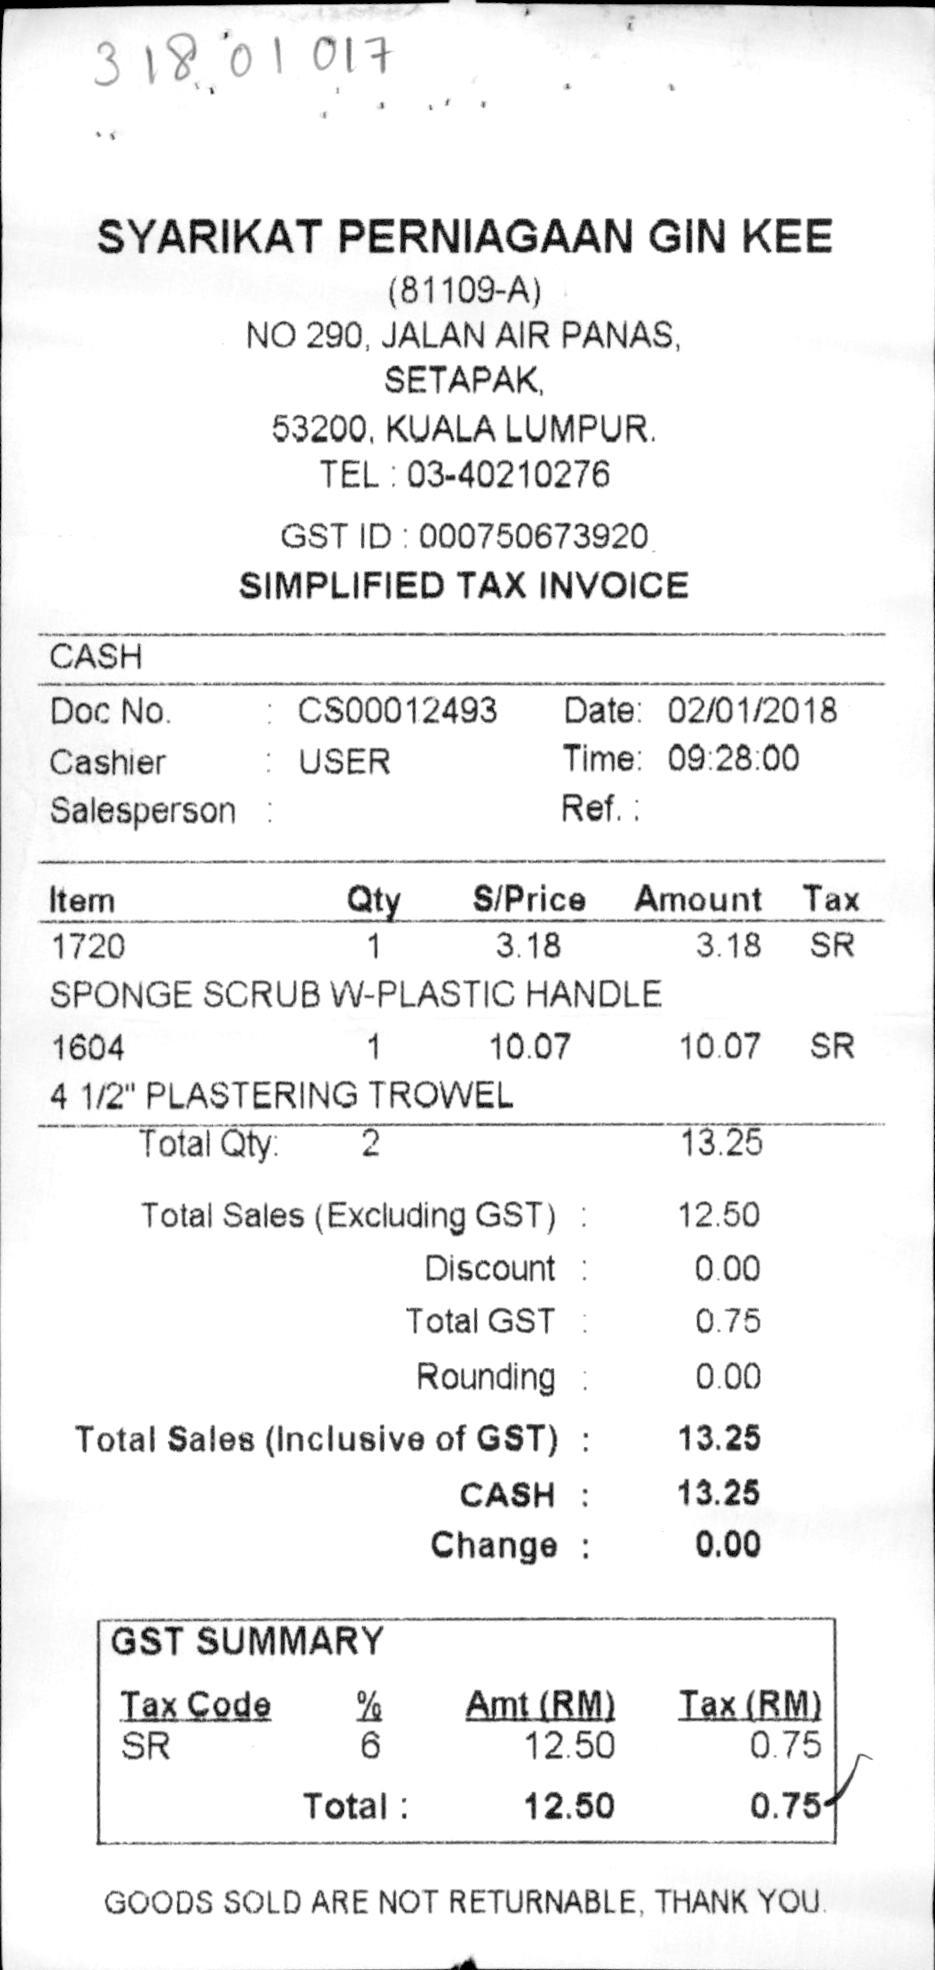 318 01 017
SYARIKAT PERNIAGAAN GIN KEE
(81109-A)
NO 290, JALAN AIR PANAS,
SETAPAK,
53200, KUALA LUMPUR.
TEL : 03-40210276
GST ID : 000750673920
SIMPLIFIED TAX INVOICE
CASH
Doc No. : CS00012493 Date: 02/01/2018
Cashier : USER Time: 09:28:00
Salesperson : Ref. :
Item Qty S/Price Amount Tax
1720 1 3.18 3.18 SR
SPONGE SCRUB W-PLASTIC HANDLE
1604 1 10.07 10.07 SR
4 1/2" PLASTERING TROWEL
Total Qty: 2 13.25
Total Sales (Excluding GST) : 12.50
Discount : 0.00
Total GST : 0.75
Rounding : 0.00
Total Sales (Inclusive of GST) : 13.25
CASH : 13.25
Change : 0.00
GST SUMMARY
Tax Code % Amt (RM) Tax (RM)
SR 6 12.50 0.75
Total : 12.50 0.75
GOODS SOLD ARE NOT RETURNABLE, THANK YOU.